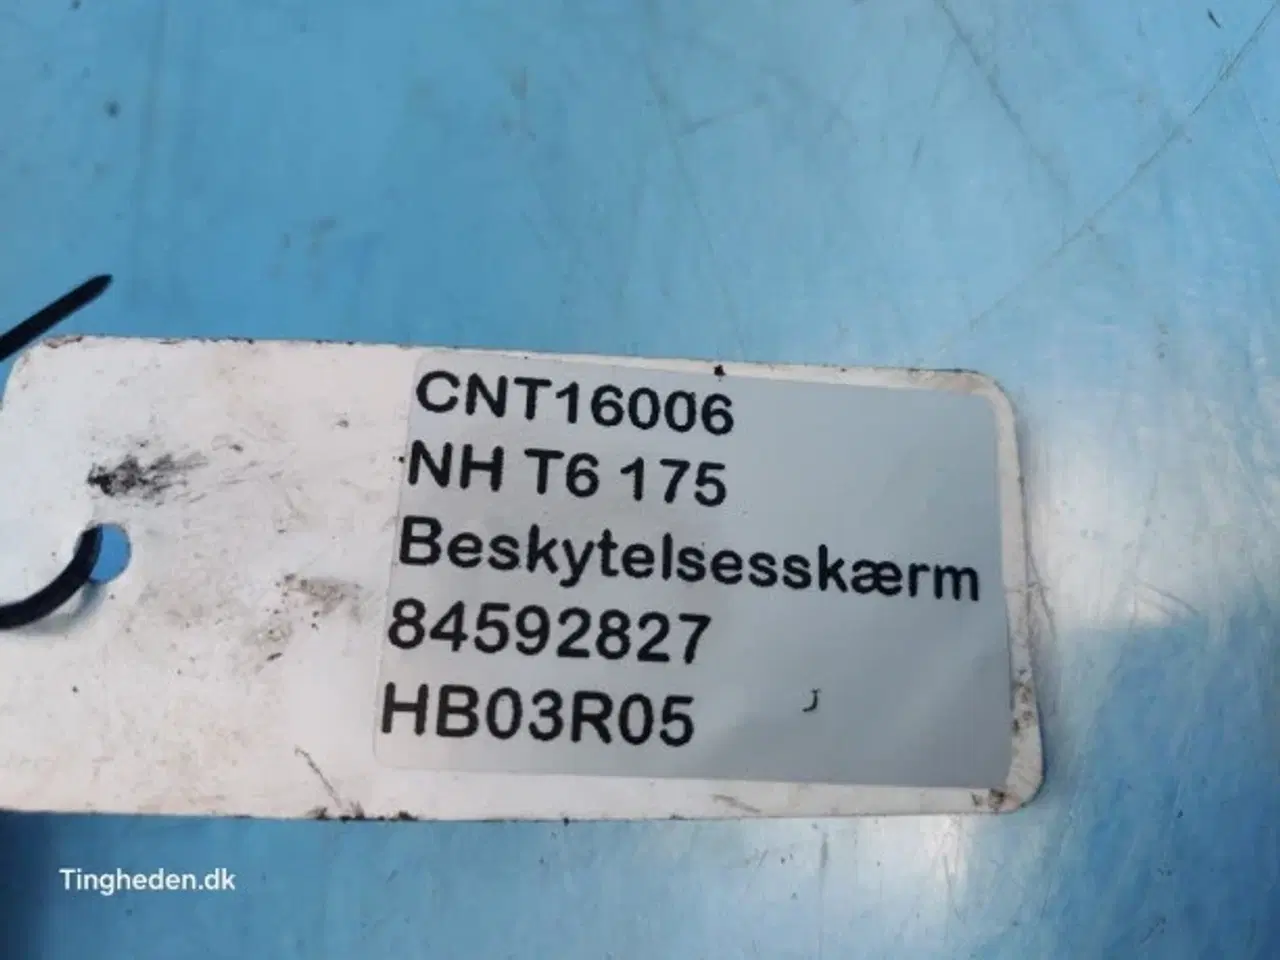 CNT16006
NH T6 175
Beskytelsesskærm
84592827
HB03R05
Tingheden.dk